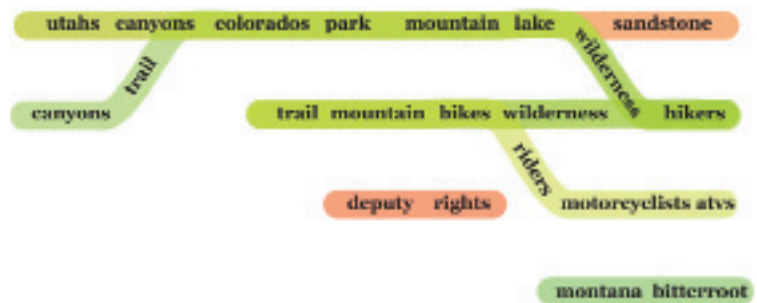 utahs canyons colorados park mountain lake sandstone
trail wilderness
canyons trail mountain bikes wilderness hikers
riders
deputy rights motorcyclists atvs
montana bitterroot